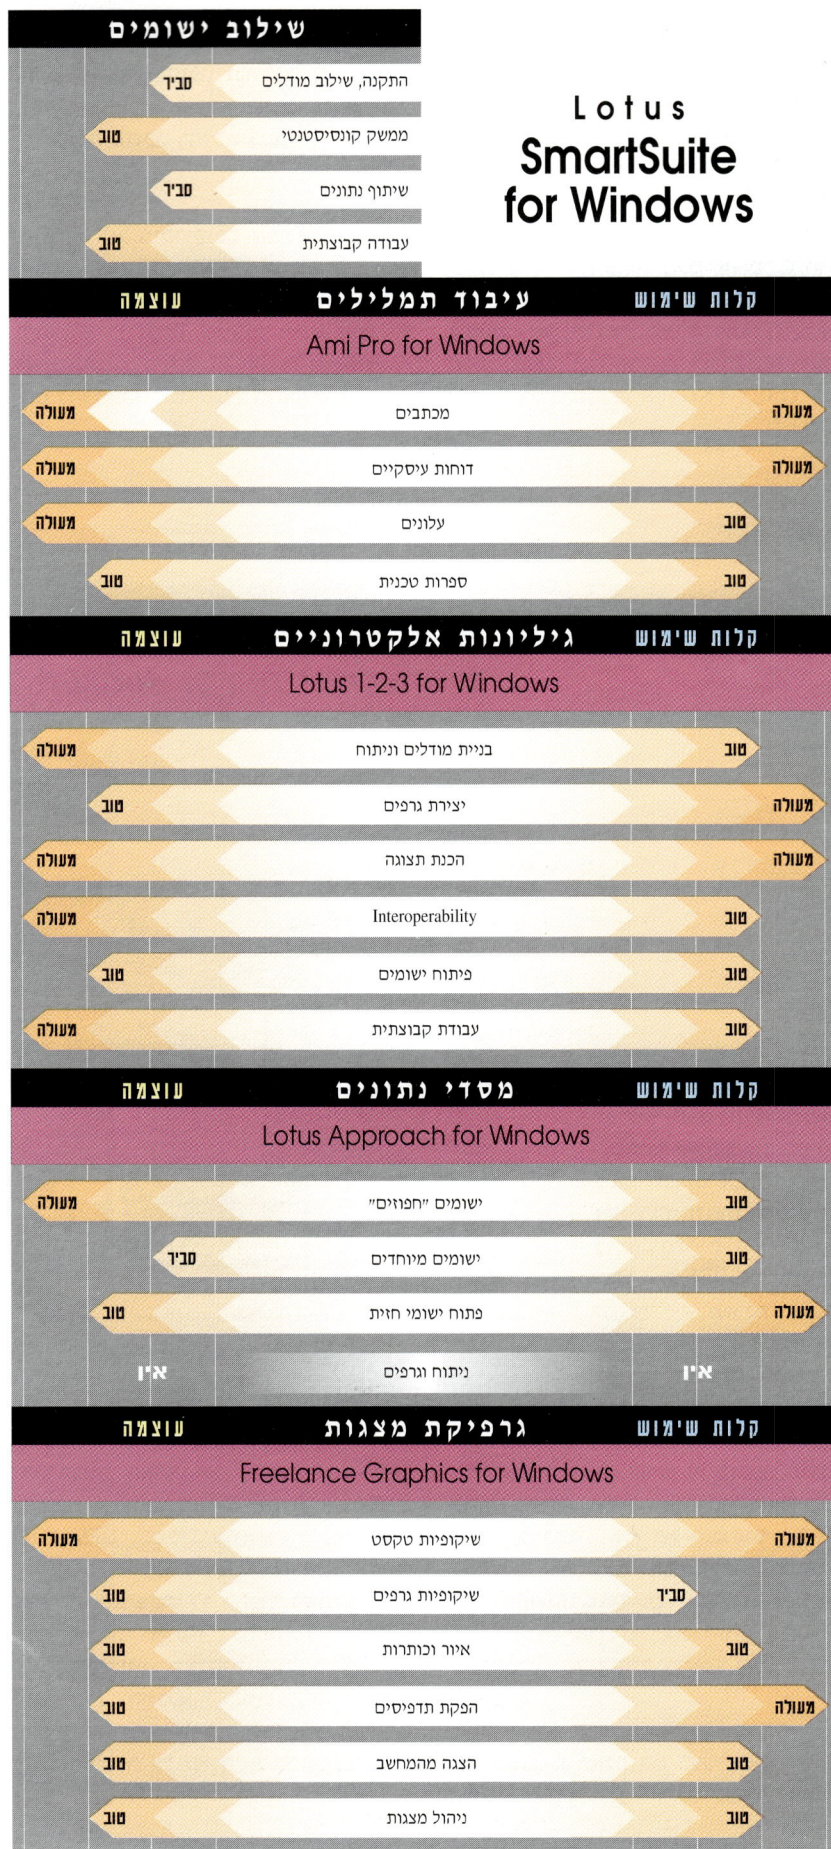 שילוב ישומים
התקנה, שילוב מודלים סביר
ממשק קונסיסטנטי טוב
שיתוף נתונים סביר
עבודה קבוצתית טוב
Lotus
SmartSuite
for Windows
קלות שימוש עיבוד תמלילים עוצמה
Ami Pro for Windows
מעולה מכתבים מעולה
מעולה דוחות עיסקיים מעולה
טוב עלונים מעולה
טוב ספרות טכנית טוב
קלות שימוש גיליונות אלקטרוניים עוצמה
Lotus 1-2-3 for Windows
טוב בניית מודלים וניתוח מעולה
מעולה יצירת גרפים טוב
מעולה הכנת תצוגה מעולה
טוב Interoperability מעולה
טוב פיתוח ישומים טוב
טוב עבודת קבוצתית מעולה
קלות שימוש מסדי נתונים עוצמה
Lotus Approach for Windows
טוב ישומים "חפוזים" מעולה
טוב ישומים מיוחדים סביר
מעולה פתוח ישומי חזית טוב
אין ניתוח וגרפים אין
קלות שימוש גרפיקת מצגות עוצמה
Freelance Graphics for Windows
מעולה שיקופיות טקסט מעולה
סביר שיקופיות גרפים טוב
טוב איור וכותרות טוב
מעולה הפקת תדפיסים טוב
טוב הצגה מהמחשב טוב
טוב ניהול מצגות טוב